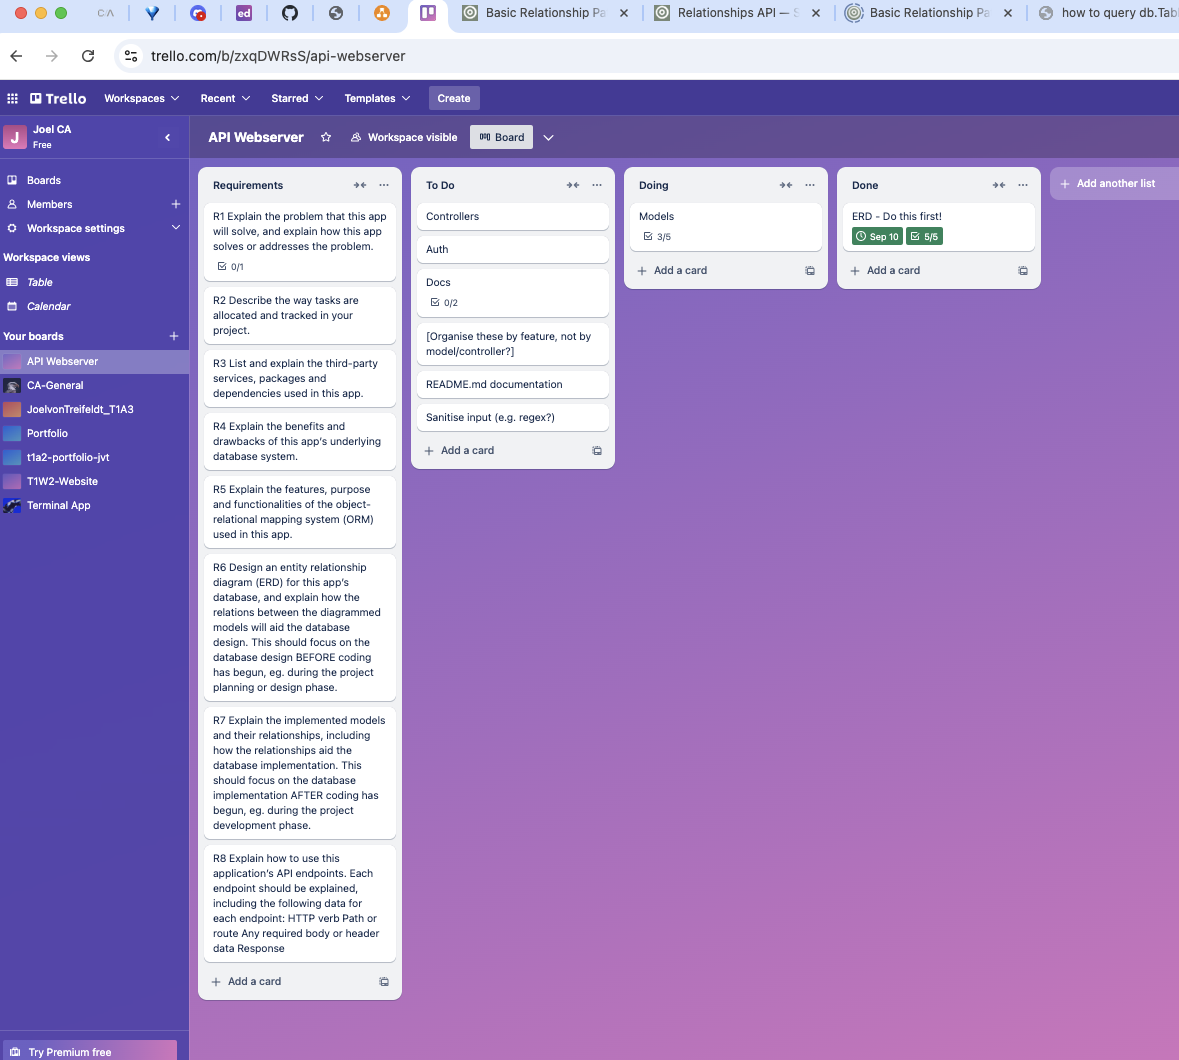 C/A
ed
Basic Relationship Pa
Relationships API — S
Basic Relationship Pa
how to query db.Tab
trello.com/b/zxqDWRsS/api-webserver
Trello
Workspaces
Recent
Starred
Templates
Create
J
Joel CA
Free
API Webserver
Workspace visible
Board
Boards
Members
Workspace settings
Workspace views
Table
Calendar
Your boards
API Webserver
CA-General
JoelvonTreifeldt_T1A3
Portfolio
t1a2-portfolio-jvt
T1W2-Website
Terminal App
Try Premium free
Requirements
R1 Explain the problem that this app
will solve, and explain how this app
solves or addresses the problem.
0/1
R2 Describe the way tasks are
allocated and tracked in your
project.
R3 List and explain the third-party
services, packages and
dependencies used in this app.
R4 Explain the benefits and
drawbacks of this app's underlying
database system.
R5 Explain the features, purpose
and functionalities of the object-
relational mapping system (ORM)
used in this app.
R6 Design an entity relationship
diagram (ERD) for this app's
database, and explain how the
relations between the diagrammed
models will aid the database
design. This should focus on the
database design BEFORE coding
has begun, eg. during the project
planning or design phase.
R7 Explain the implemented models
and their relationships, including
how the relationships aid the
database implementation. This
should focus on the database
implementation AFTER coding has
begun, eg. during the project
development phase.
R8 Explain how to use this
application's API endpoints. Each
endpoint should be explained,
including the following data for
each endpoint: HTTP verb Path or
route Any required body or header
data Response
Add a card
To Do
Controllers
Auth
Docs
0/2
[Organise these by feature, not by
model/controller?]
README.md documentation
Sanitise input (e.g. regex?)
Add a card
Doing
Models
3/5
Add a card
Done
ERD - Do this first!
Sep 10
5/5
Add a card
Add another list